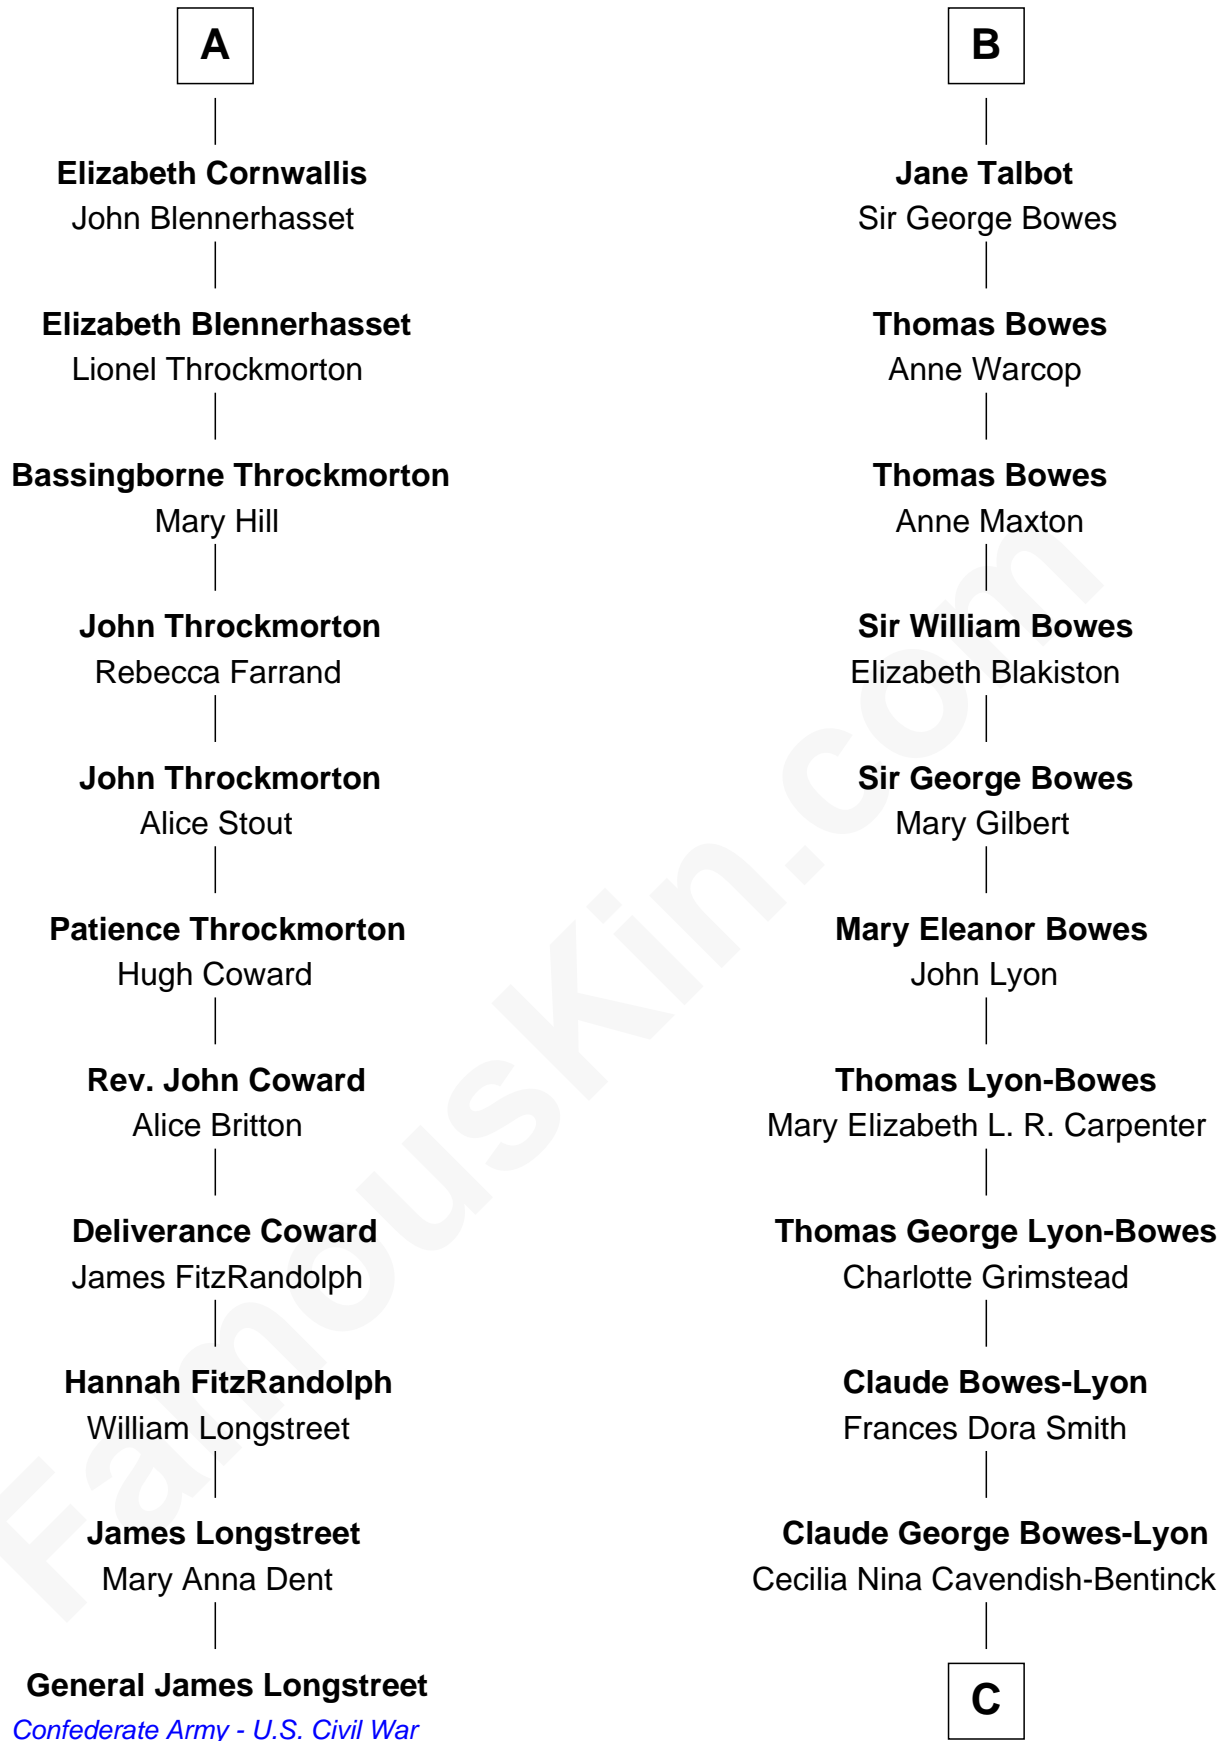 A
Elizabeth Cornwallis
John Blennerhasset
Elizabeth Blennerhasset
Lionel Throckmorton
Bassingborne Throckmorton
Mary Hill
John Throckmorton
Rebecca Farrand
John Throckmorton
Alice Stout
Patience Throckmorton
Hugh Coward
Rev. John Coward
Alice Britton
Deliverance Coward
James FitzRandolph
Hannah FitzRandolph
William Longstreet
James Longstreet
Mary Anna Dent
General James Longstreet
Confederate Army - U.S. Civil War
B
Jane Talbot
Sir George Bowes
Thomas Bowes
Anne Warcop
Thomas Bowes
Anne Maxton
Sir William Bowes
Elizabeth Blakiston
Sir George Bowes
Mary Gilbert
Mary Eleanor Bowes
John Lyon
Thomas Lyon-Bowes
Mary Elizabeth L. R. Carpenter
Thomas George Lyon-Bowes
Charlotte Grimstead
Claude Bowes-Lyon
Frances Dora Smith
Claude George Bowes-Lyon
Cecilia Nina Cavendish-Bentinck
C
FamousKin.com